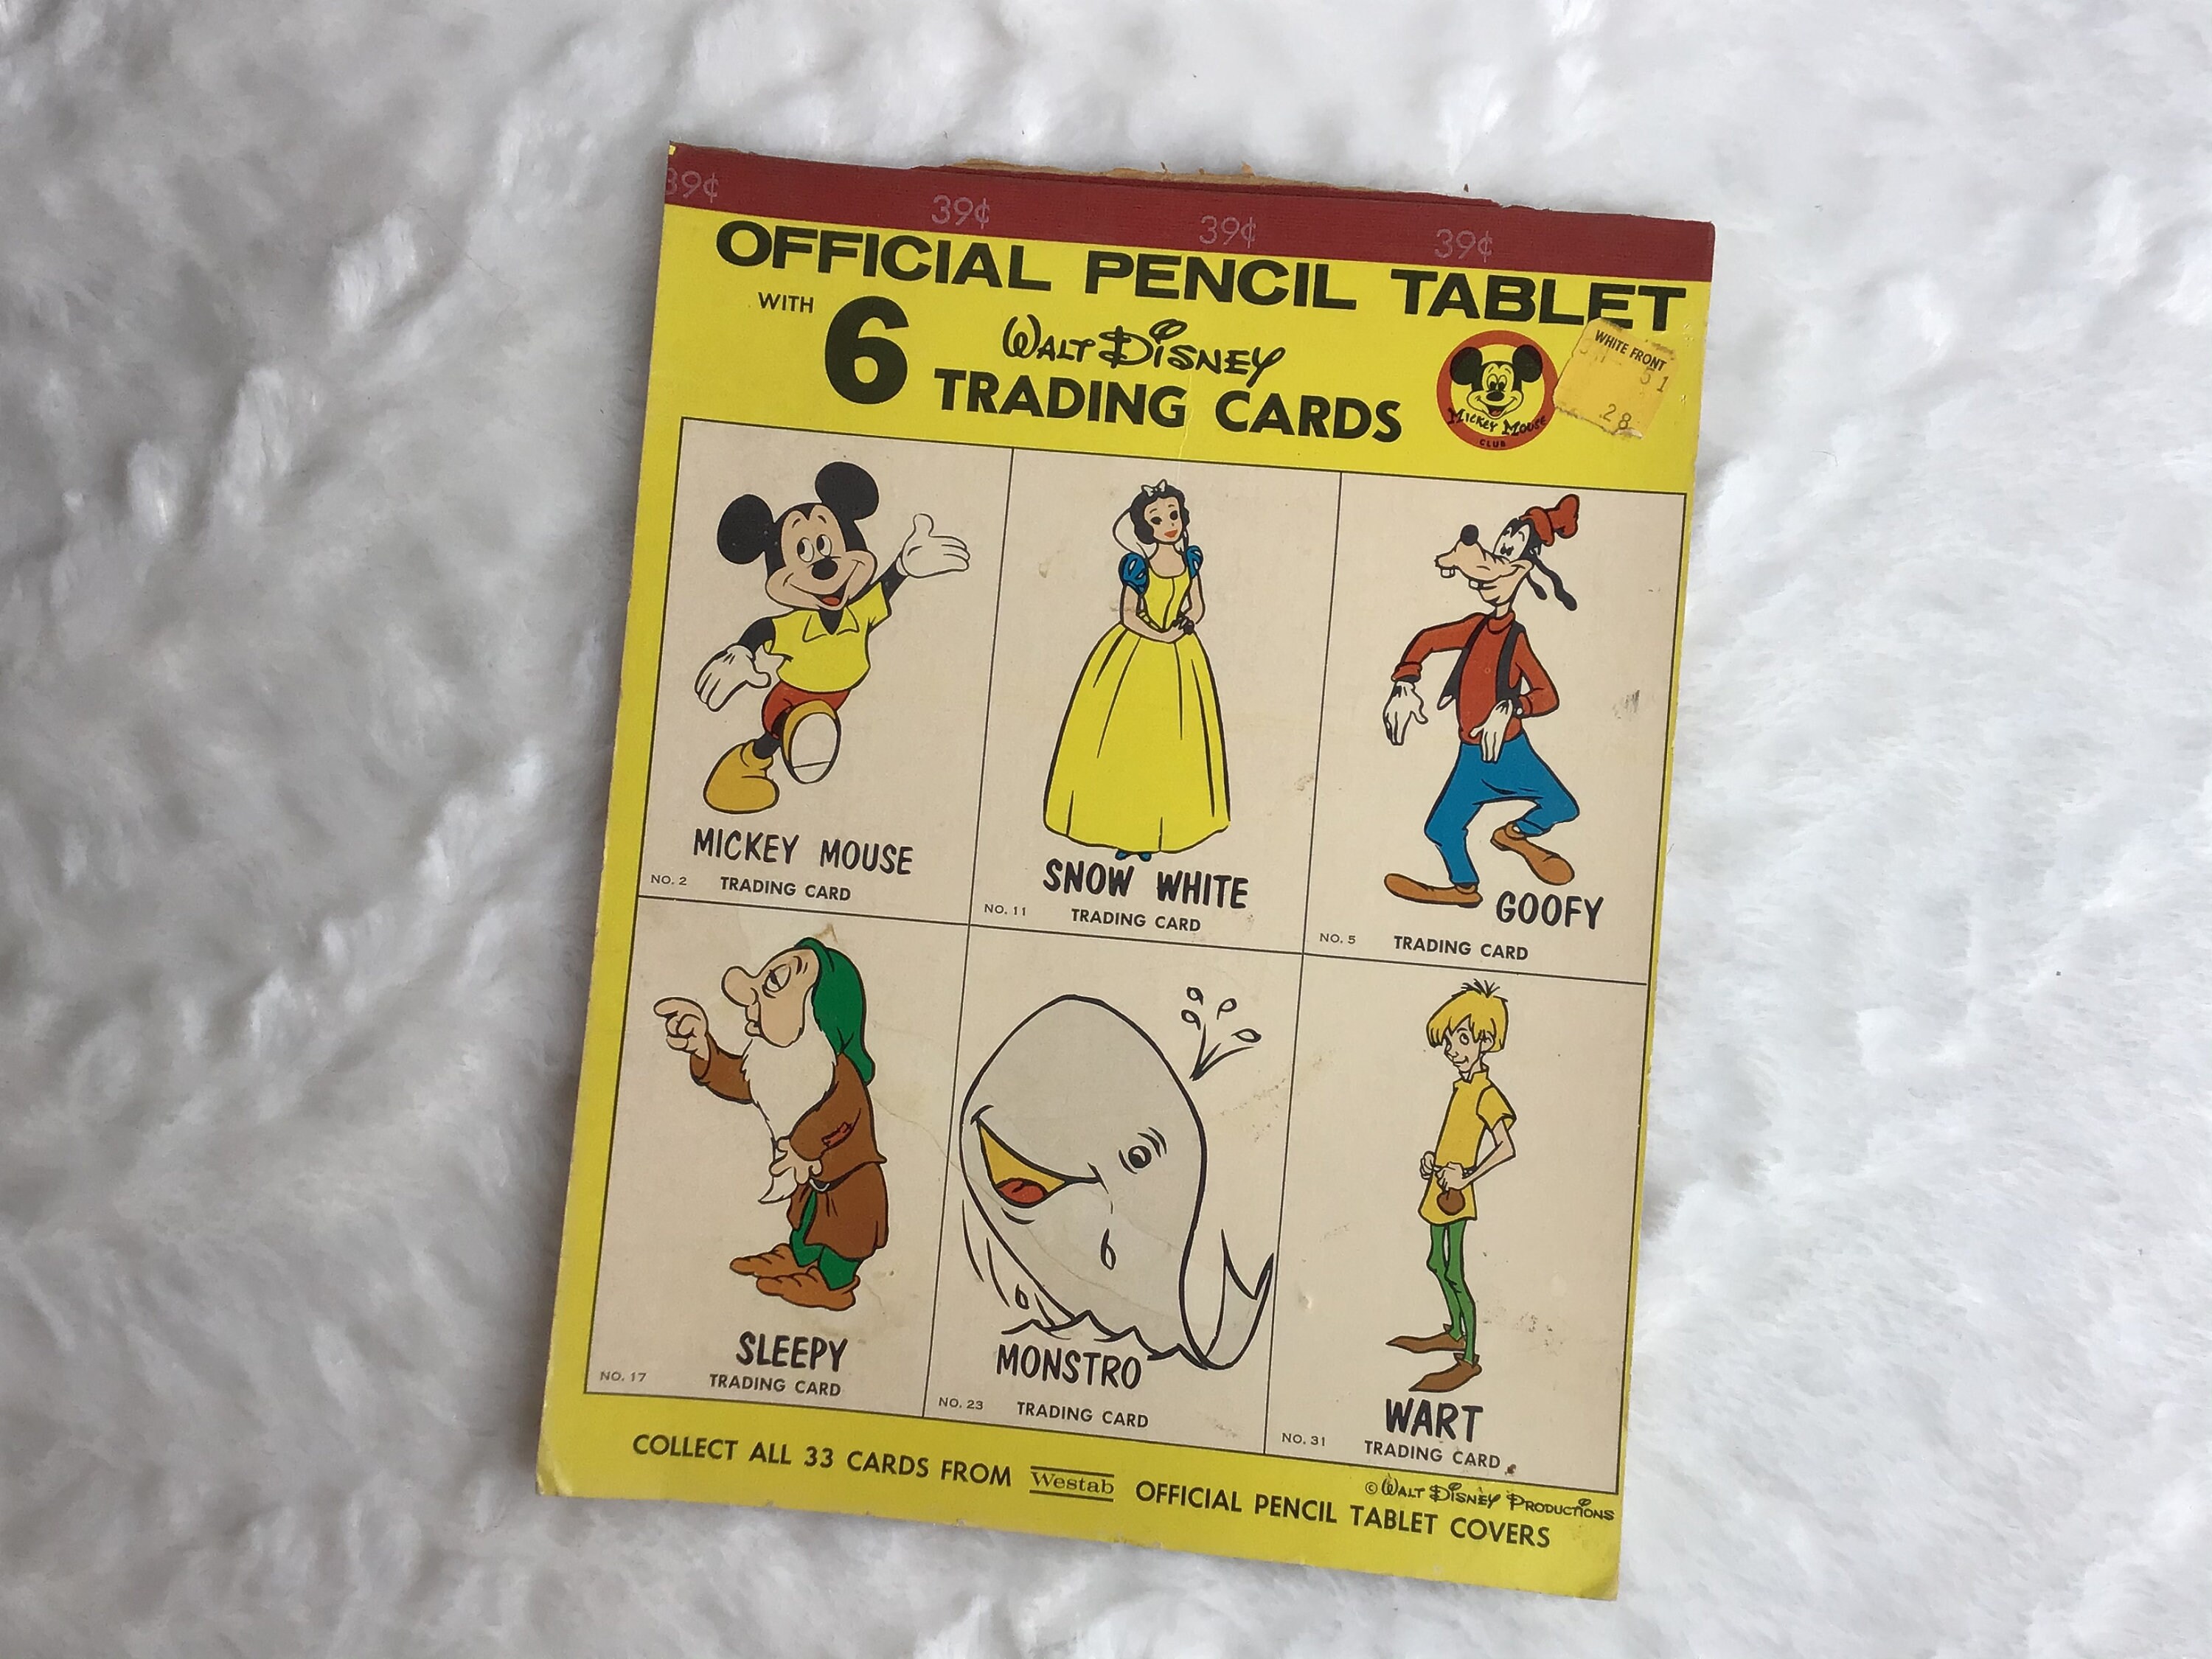 39¢ 39¢ 39¢ 39¢
OFFICIAL PENCIL TABLET
WITH 6 WALT DISNEY
TRADING CARDS
MICKEY MOUSE
CLUB
WHITE FRONT
51
28
MICKEY MOUSE
NO. 2 TRADING CARD
SNOW WHITE
NO. 11 TRADING CARD
GOOFY
NO. 5 TRADING CARD
SLEEPY
NO. 17 TRADING CARD
MONSTRO
NO. 23 TRADING CARD
WART
NO. 31 TRADING CARD
COLLECT ALL 33 CARDS FROM Westab OFFICIAL PENCIL TABLET COVERS
© WALT DISNEY PRODUCTIONS